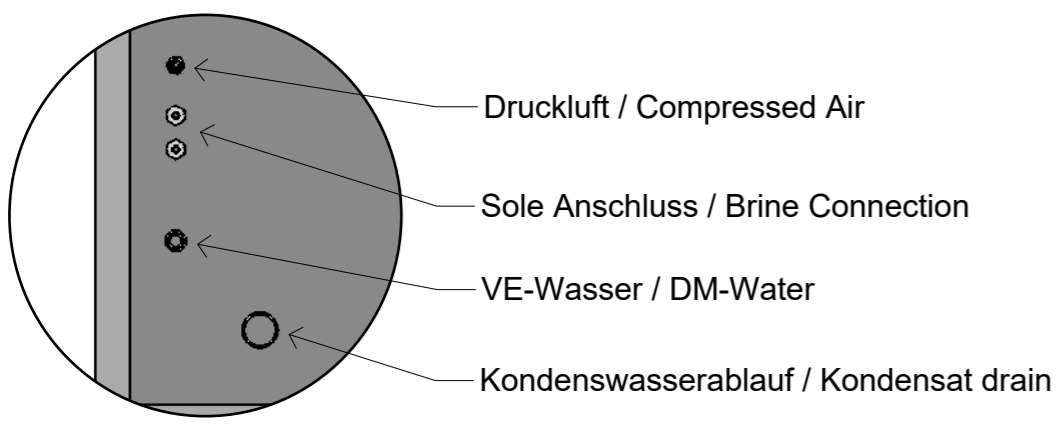 Druckluft / Compressed Air
Sole Anschluss / Brine Connection
VE-Wasser / DM-Water
Kondenswasserablauf / Kondensat drain